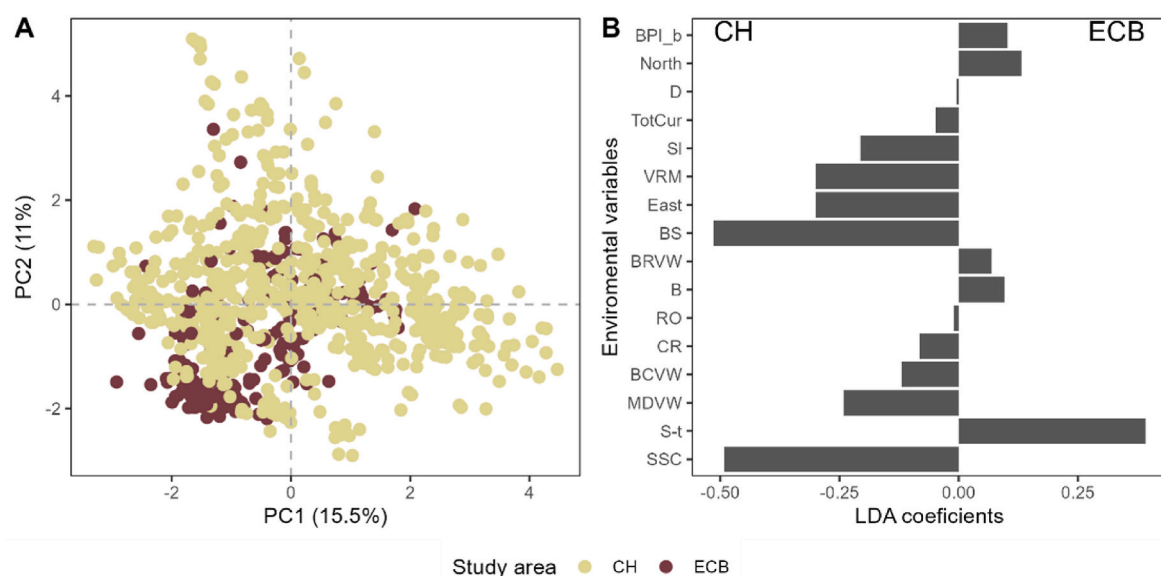 A
PC2 (11%)
4
2
0
-2
-2
0
2
4
PC1 (15.5%)
B
CH
ECB
Enviromental variables
BPI_b
North
D
TotCur
SI
VRM
East
BS
BRVW
B
RO
CR
BCVW
MDVW
S-t
SSC
-0.50
-0.25
0.00
0.25
LDA coeficients
Study area CH ECB